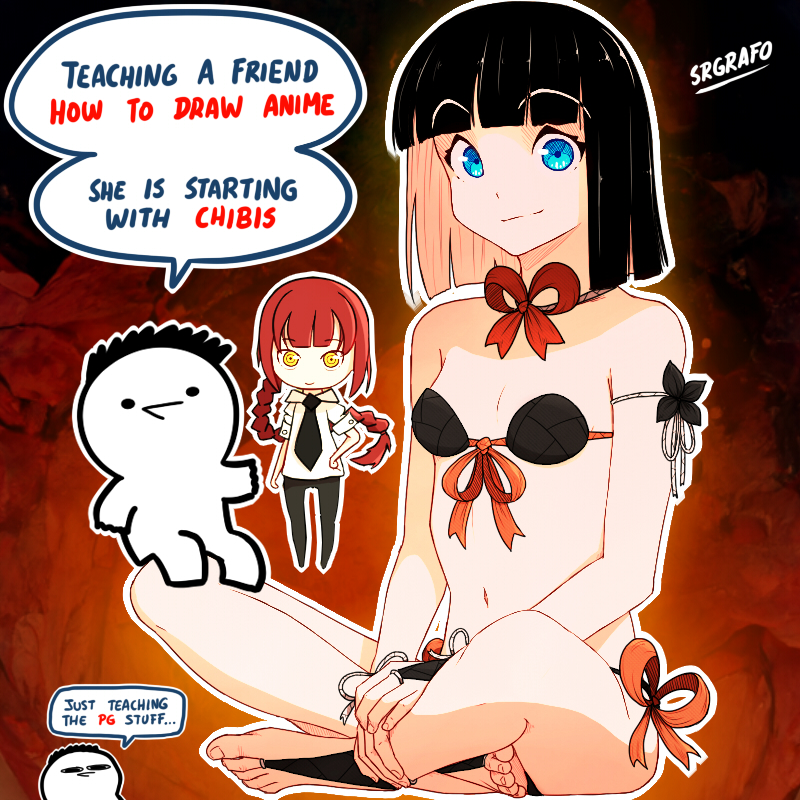 TEACHING A FRIEND
HOW TO DRAW ANIME
SHE IS STARTING
WITH CHIBIS
SRGRAFO
JUST TEACHING
THE PG STUFF...